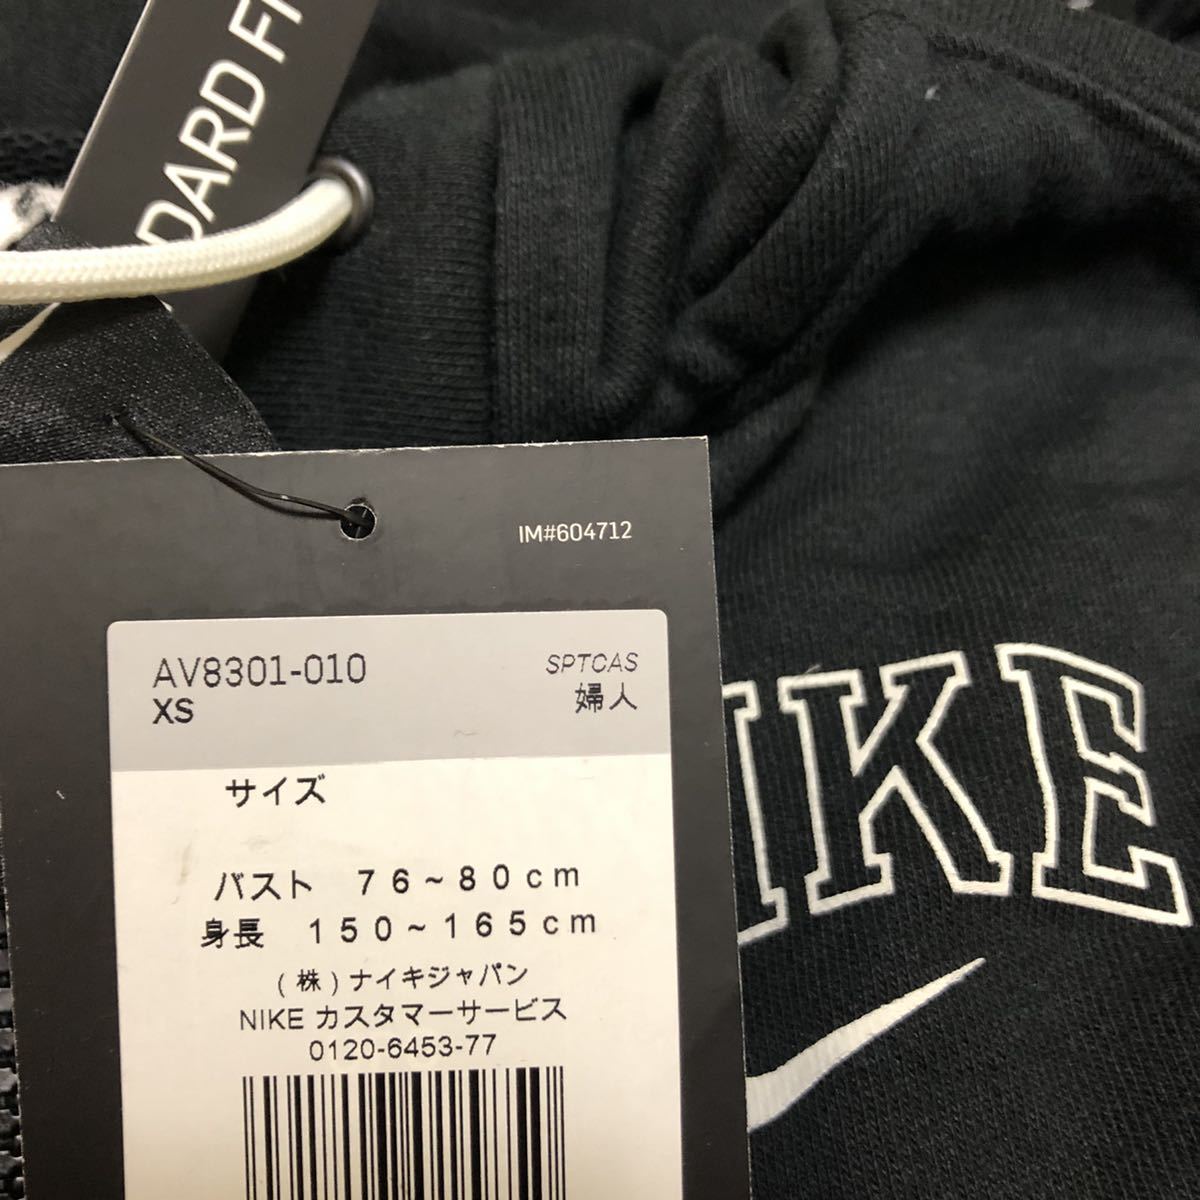 DARD FI
IM#604712
AV8301-010
XS
SPTCAS
婦人
サイズ
バスト 76~80cm
身長 150~165cm
(株)ナイキジャパン
NIKE カスタマーサービス
0120-6453-77
IKE